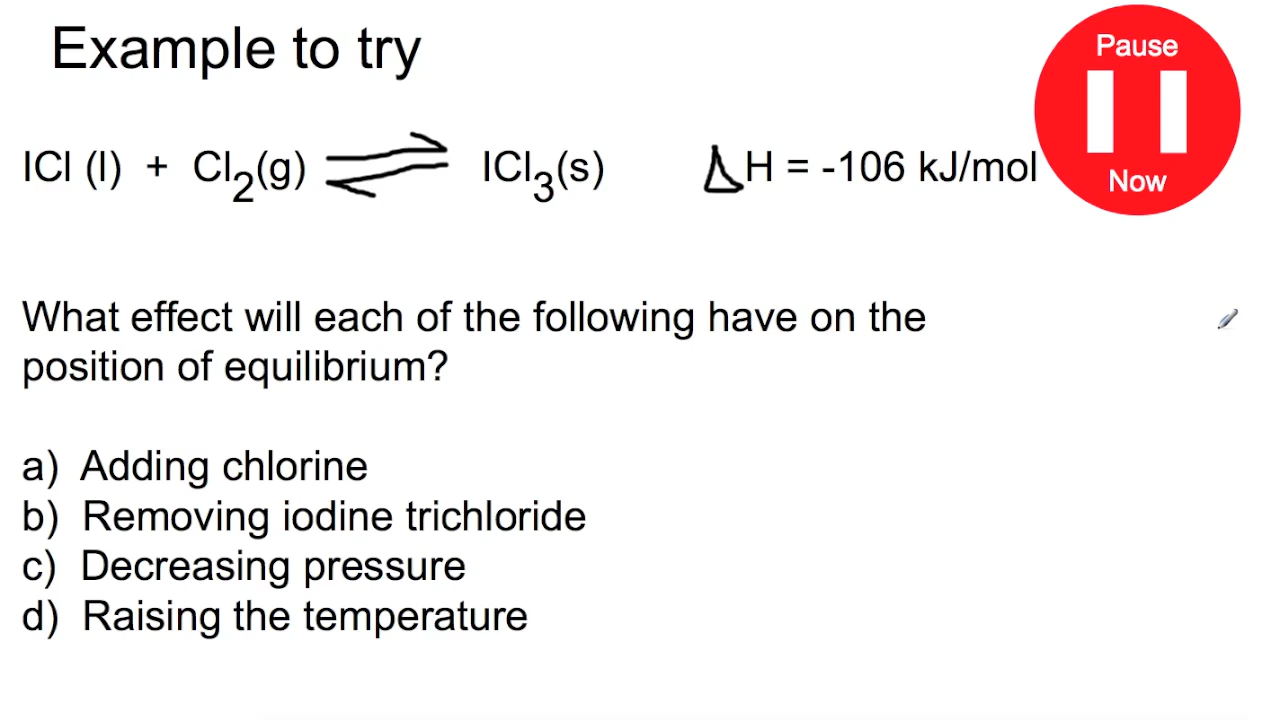 Example to try
Pause
Now
ICl (l) + Cl2(g) ⇌ ICl3(s) ΔH = -106 kJ/mol
What effect will each of the following have on the
position of equilibrium?
a) Adding chlorine
b) Removing iodine trichloride
c) Decreasing pressure
d) Raising the temperature